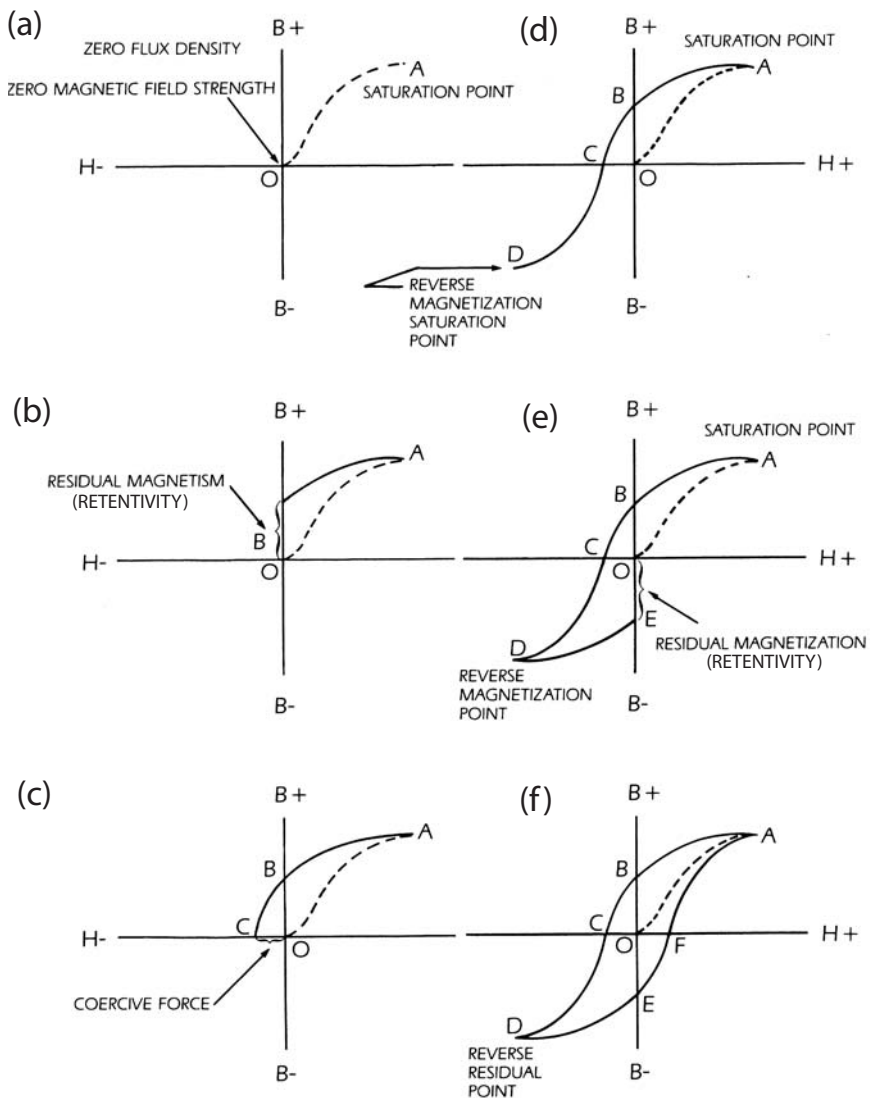 (a)
B+
ZERO FLUX DENSITY
ZERO MAGNETIC FIELD STRENGTH
A
SATURATION POINT
H-
O
B-
(d)
B+
SATURATION POINT
A
B
C
O
H+
D
REVERSE
MAGNETIZATION
SATURATION
POINT
B-
(b)
B+
A
RESIDUAL MAGNETISM
(RETENTIVITY)
B
H-
O
B-
(e)
B+
SATURATION POINT
A
B
C
O
H+
E
D
RESIDUAL MAGNETIZATION
(RETENTIVITY)
REVERSE
MAGNETIZATION
POINT
B-
(c)
B+
A
B
C
H-
O
COERCIVE FORCE
B-
(f)
B+
A
B
C
O
F
H+
E
D
REVERSE
RESIDUAL
POINT
B-